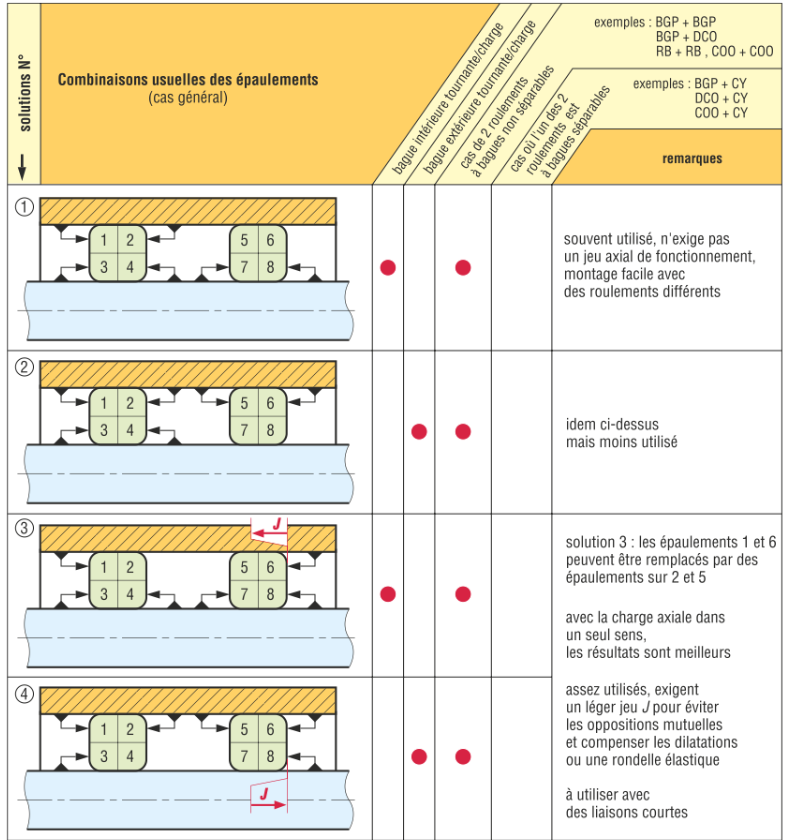 solutions N°
Combinaisons usuelles des épaulements
(cas général)
bague intérieure tournante/charge
bague extérieure tournante/charge
cas de 2 roulements
à bagues non séparables
cas où l'un des 2
roulements est
à bagues séparables
exemples : BGP + BGP
BGP + DCO
RB + RB , COO + COO
exemples : BGP + CY
DCO + CY
COO + CY
remarques
1
1 2
3 4
5 6
7 8
souvent utilisé, n'exige pas
un jeu axial de fonctionnement,
montage facile avec
des roulements différents
2
1 2
3 4
5 6
7 8
idem ci-dessus
mais moins utilisé
3
J
1 2
3 4
5 6
7 8
solution 3 : les épaulements 1 et 6
peuvent être remplacés par des
épaulements sur 2 et 5
avec la charge axiale dans
un seul sens,
les résultats sont meilleurs
4
1 2
3 4
5 6
7 8
J
assez utilisés, exigent
un léger jeu J pour éviter
les oppositions mutuelles
et compenser les dilatations
ou une rondelle élastique
à utiliser avec
des liaisons courtes